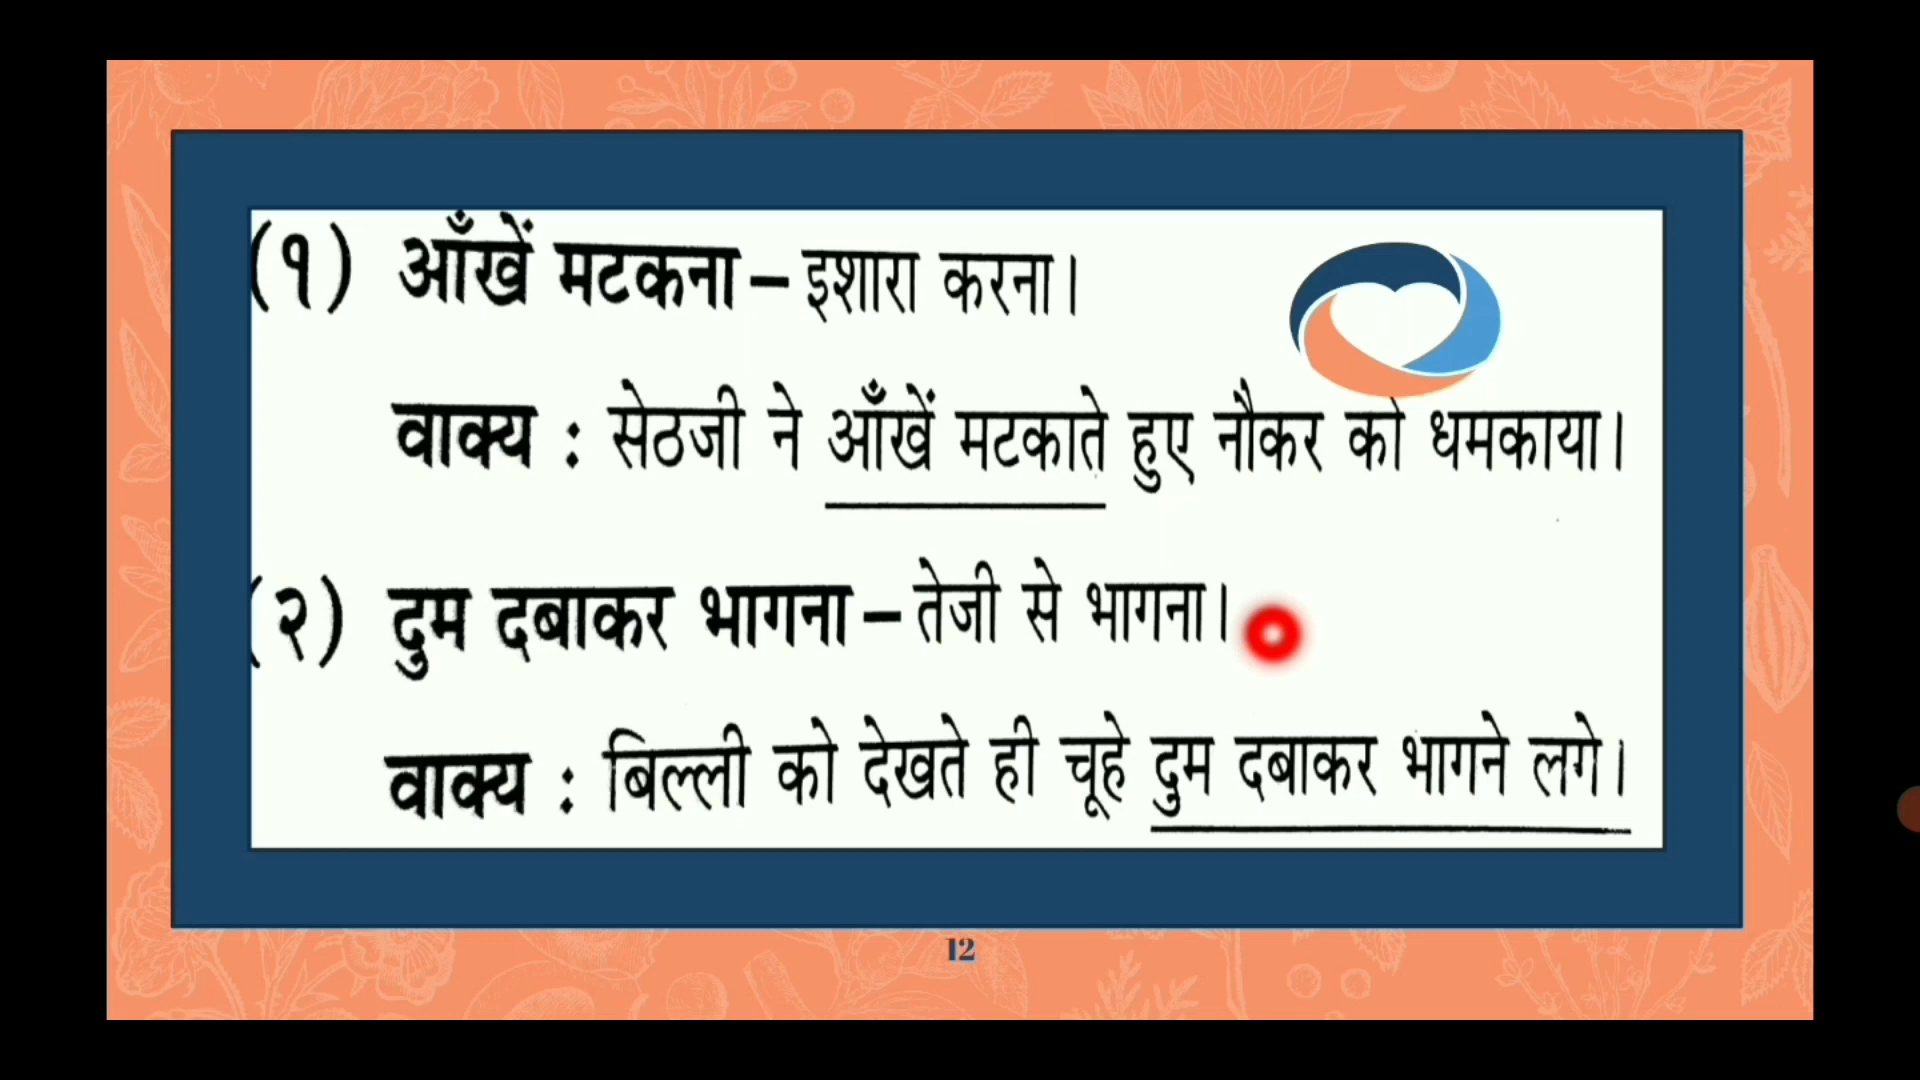 (१) आँखें मटकना – इशारा करना।
वाक्य : सेठजी ने आँखें मटकाते हुए नौकर को धमकाया।
(२) दुम दबाकर भागना – तेजी से भागना।
वाक्य : बिल्ली को देखते ही चूहे दुम दबाकर भागने लगे।
12